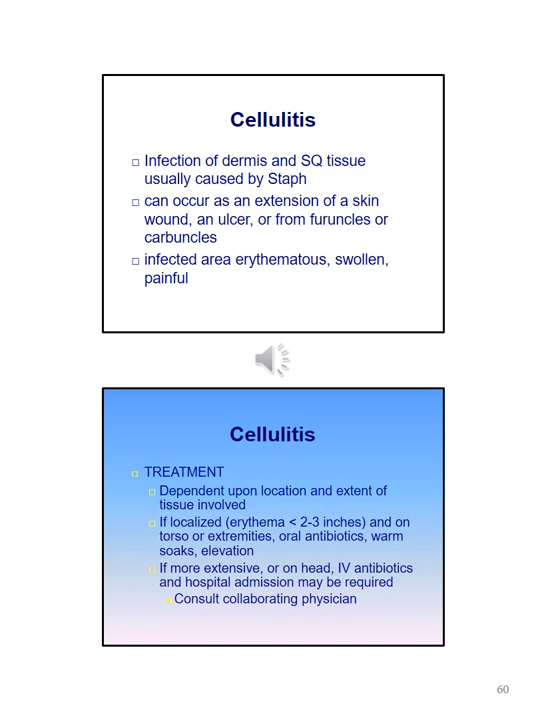 Cellulitis
Infection of dermis and SQ tissue
usually caused by Staph
can occur as an extension of a skin
wound, an ulcer, or from furuncles or
carbuncles
infected area erythematous, swollen,
painful
Cellulitis
TREATMENT
Dependent upon location and extent of
tissue involved
If localized (erythema < 2-3 inches) and on
torso or extremities, oral antibiotics, warm
soaks, elevation
If more extensive, or on head, IV antibiotics
and hospital admission may be required
Consult collaborating physician
60